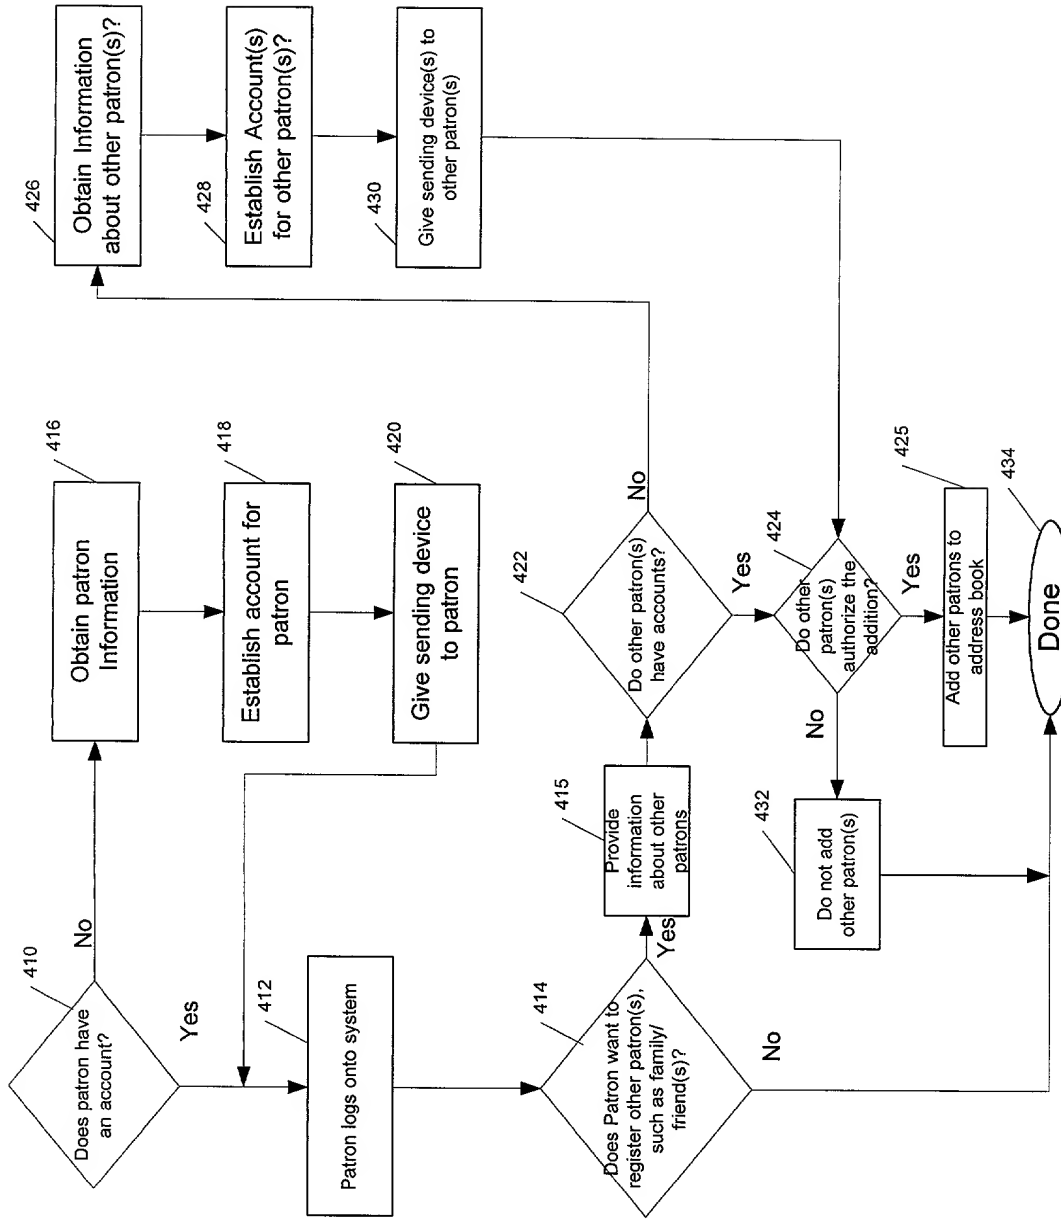 410
Does patron have
an account?
No
Yes
416
Obtain patron
Information
418
Establish account for
patron
420
Give sending device
to patron
412
Patron logs onto system
414
Does Patron want to
register other patron(s),
such as family/
friend(s)?
Yes
No
415
Provide
information
about other
patrons
422
Do other patron(s)
have accounts?
No
Yes
426
Obtain Information
about other patron(s)?
428
Establish Account(s)
for other patron(s)?
430
Give sending device(s) to
other patron(s)
424
Do other
patron(s)
authorize the
addition?
No
Yes
432
Do not add
other patron(s)
425
Add other patrons to
address book
434
Done